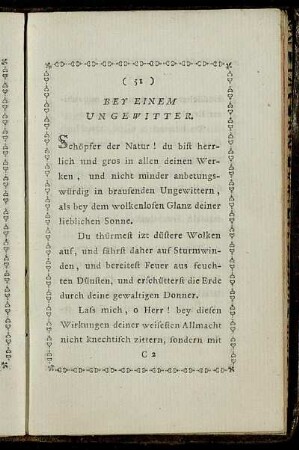 ( 51 )
BEY EINEM
UNGEWITTER.
Schöpfer der Natur! du bist herr-
lich und gros in allen deinen Wer-
ken, und nicht minder anbetungs-
würdig in brausenden Ungewittern,
als bey dem wolkenlosen Glanz deiner
lieblichen Sonne.
Du thürmest izt düstere Wolken
auf, und fährst daher auf Sturmwin-
den, und bereitest Feuer aus feuch-
ten Dünsten, und erschütterst die Erde
durch deine gewaltigen Donner.
Lass mich, o Herr! bey diesen
Wirkungen deiner weisesten Allmacht
nicht knechtisch zittern, sondern mit
C 2